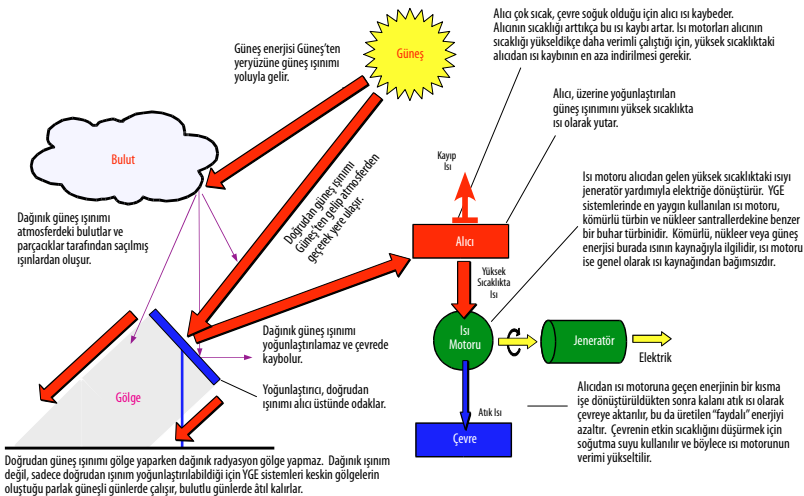 Alıcı çok sıcak, çevre soğuk olduğu için alıcı ısı kaybeder.
Alıcının sıcaklığı arttıkça bu ısı kaybı artar. Isı motorları alıcının
sıcaklığı yükseldikçe daha verimli çalıştığı için, yüksek sıcaklıktaki
alıcıdan ısı kaybının en aza indirilmesi gerekir.
Güneş
Güneş enerjisi Güneş'ten
yeryüzüne güneş ışınımı
yoluyla gelir.
Alıcı, üzerine yoğunlaştırılan
güneş ışınımını yüksek sıcaklıkta
ısı olarak yutar.
Bulut
Kayıp
Isı
Doğrudan güneş ışınımı
Güneş'ten gelip atmosferden
geçerek yere ulaşır.
Isı motoru alıcıdan gelen yüksek sıcaklıktaki ısıyı
jeneratör yardımıyla elektriğe dönüştürür. YGE
sistemlerinde en yaygın kullanılan ısı motoru,
kömürlü türbin ve nükleer santrallerdekine benzer
bir buhar türbinidir. Kömürlü, nükleer veya güneş
enerjisi burada ısının kaynağıyla ilgilidir, ısı motoru
ise genel olarak ısı kaynağından bağımsızdır.
Dağınık güneş ışınımı
atmosferdeki bulutlar ve
parçacıklar tarafından saçılmış
ışınlardan oluşur.
Alıcı
Yüksek
Sıcaklıkta
Isı
Dağınık güneş ışınımı
yoğunlaştırılamaz ve çevrede
kaybolur.
Isı
Motoru
Jeneratör
Elektrik
Gölge
Yoğunlaştırıcı, doğrudan
ışınımı alıcı üstünde odaklar.
Atık Isı
Çevre
Alıcıdan ısı motoruna geçen enerjinin bir kısmı
işe dönüştürüldükten sonra kalanı atık ısı olarak
çevreye aktarılır, bu da üretilen "faydalı" enerjiyi
azaltır. Çevrenin etkin sıcaklığını düşürmek için
soğutma suyu kullanılır ve böylece ısı motorunun
verimi yükseltilir.
Doğrudan güneş ışınımı gölge yaparken dağınık radyasyon gölge yapmaz. Dağınık ışınım
değil, sadece doğrudan ışınım yoğunlaştırılabildiği için YGE sistemleri keskin gölgelerin
oluştuğu parlak güneşli günlerde çalışır, bulutlu günlerde âtıl kalırlar.